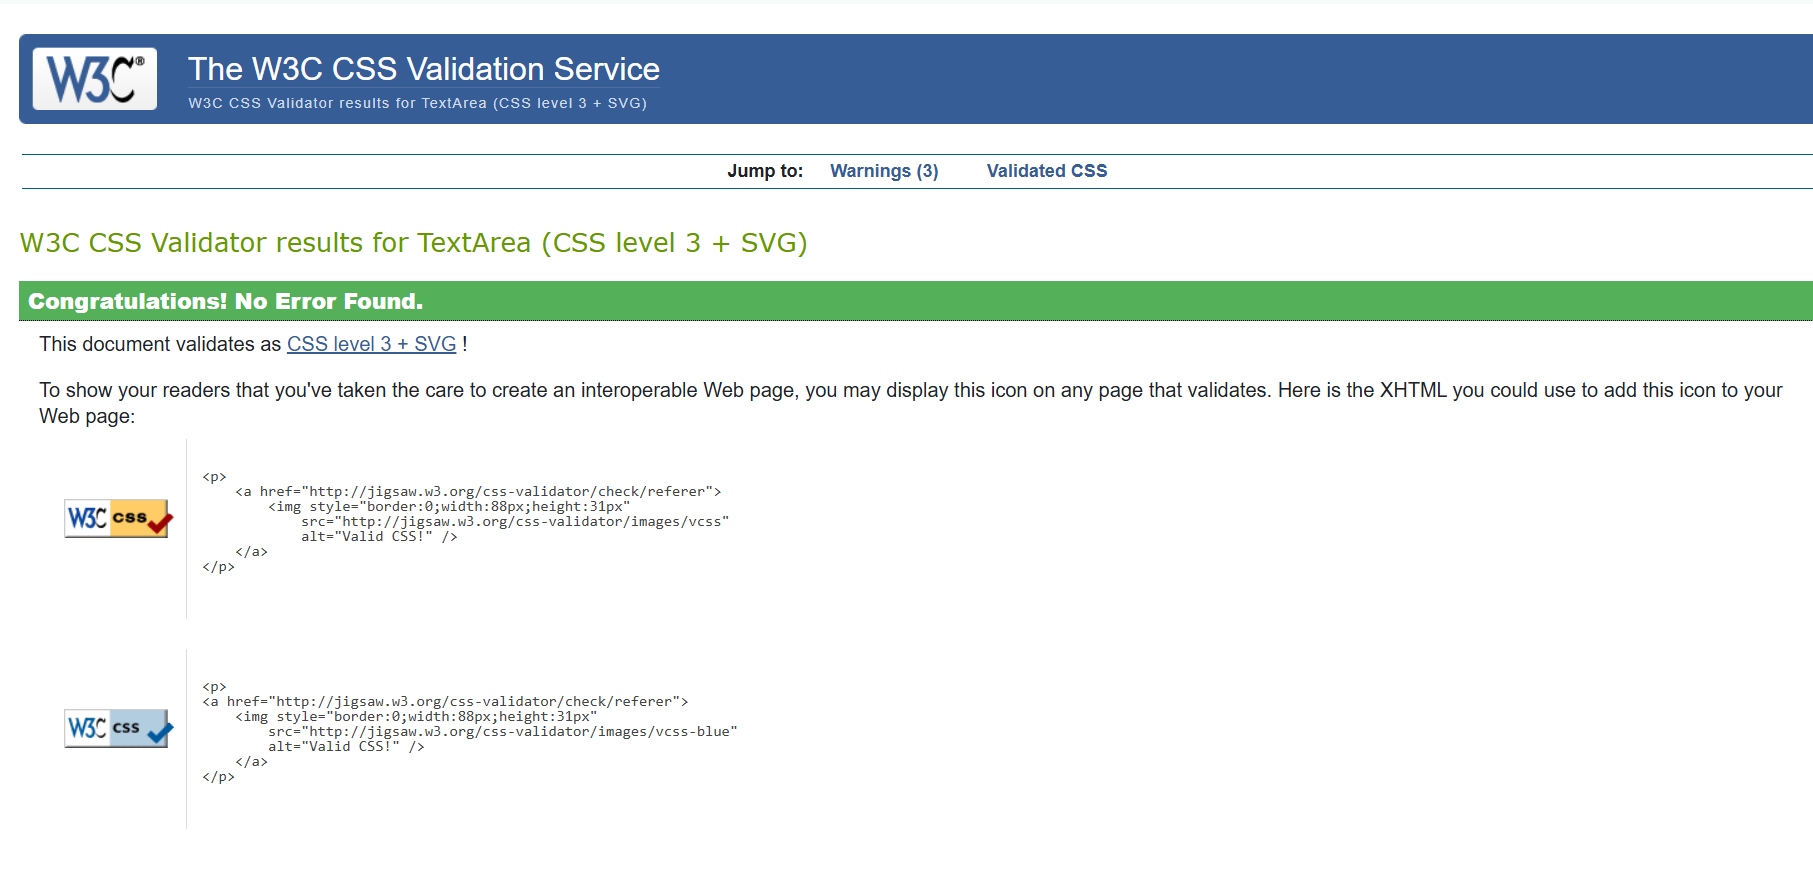 W3C®
The W3C CSS Validation Service
W3C CSS Validator results for TextArea (CSS level 3 + SVG)
Jump to: Warnings (3) Validated CSS
W3C CSS Validator results for TextArea (CSS level 3 + SVG)
Congratulations! No Error Found.
This document validates as CSS level 3 + SVG !
To show your readers that you've taken the care to create an interoperable Web page, you may display this icon on any page that validates. Here is the XHTML you could use to add this icon to your
Web page:
W3C css
<p>
    <a href="http://jigsaw.w3.org/css-validator/check/referer">
        <img style="border:0;width:88px;height:31px"
            src="http://jigsaw.w3.org/css-validator/images/vcss"
            alt="Valid CSS!" />
    </a>
</p>
W3C css
<p>
<a href="http://jigsaw.w3.org/css-validator/check/referer">
    <img style="border:0;width:88px;height:31px"
        src="http://jigsaw.w3.org/css-validator/images/vcss-blue"
        alt="Valid CSS!" />
    </a>
</p>